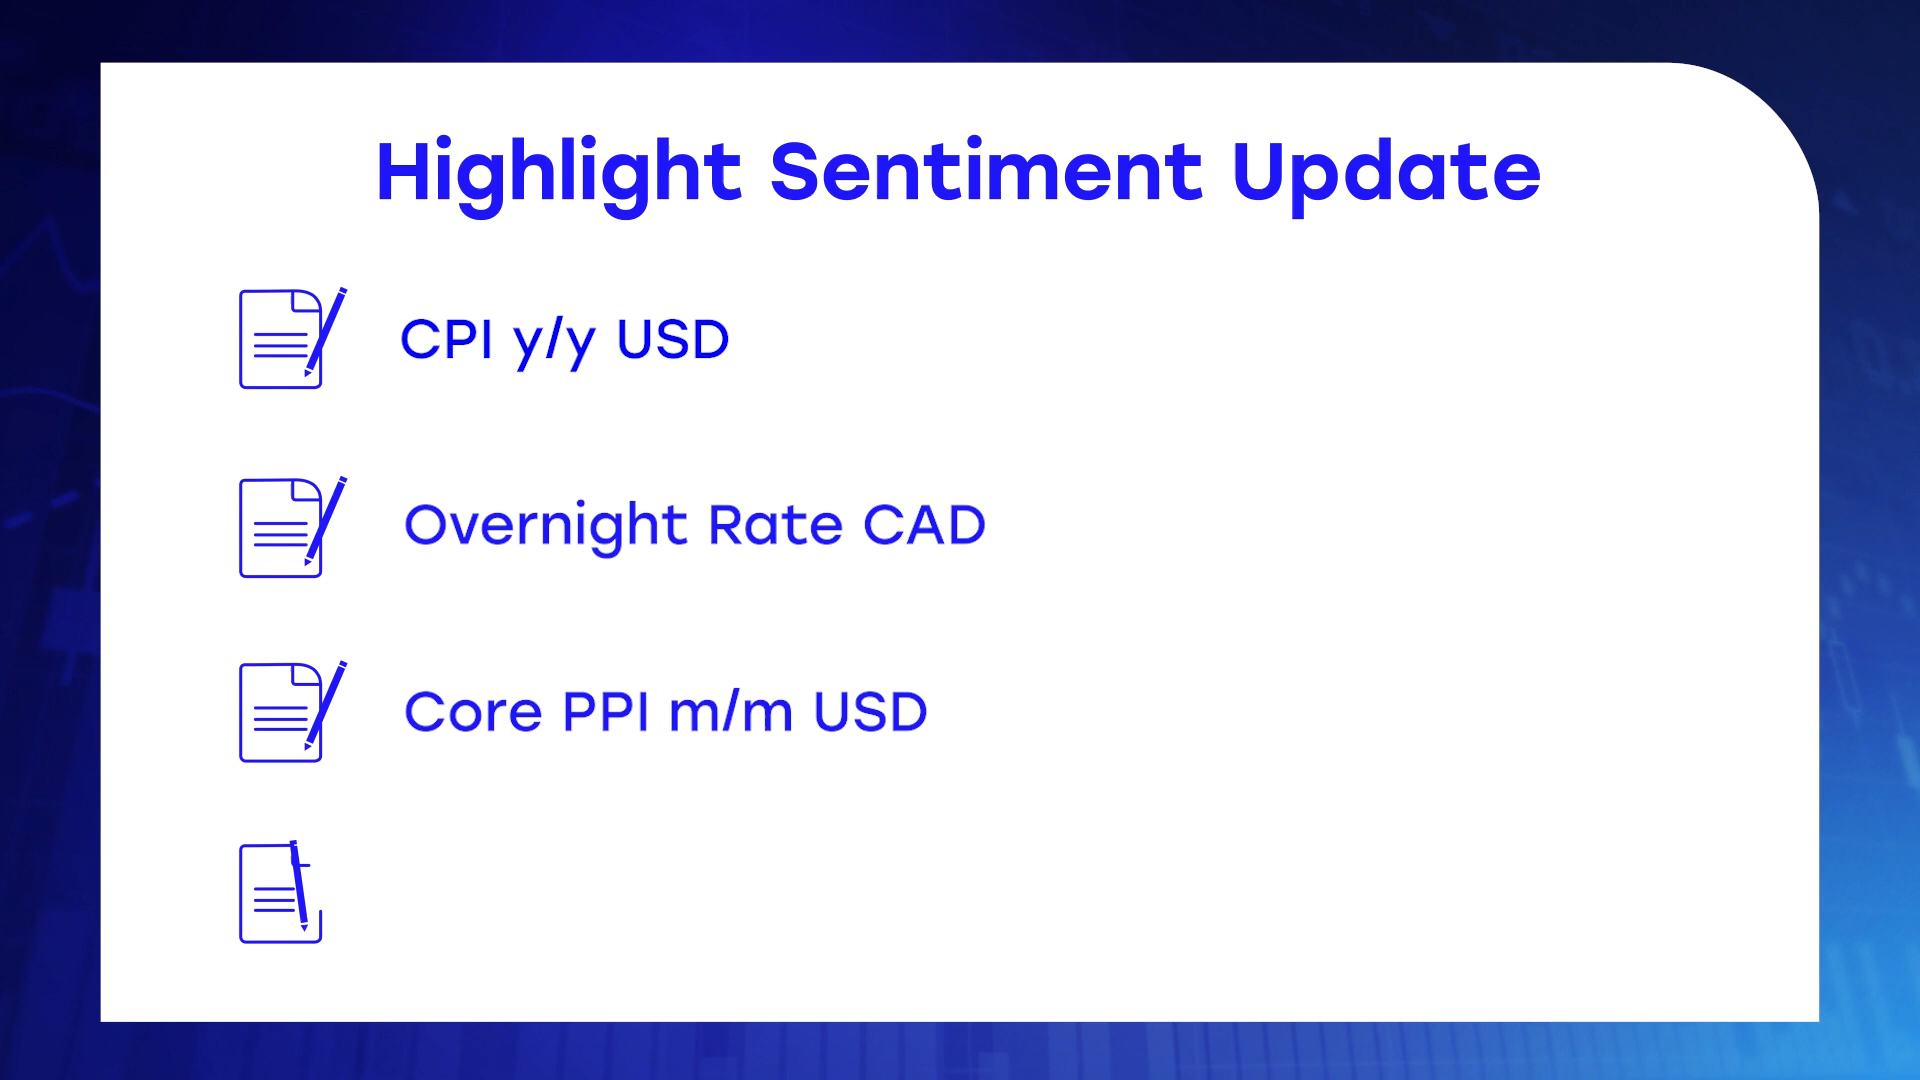 Highlight Sentiment Update
CPI y/y USD
Overnight Rate CAD
Core PPI m/m USD